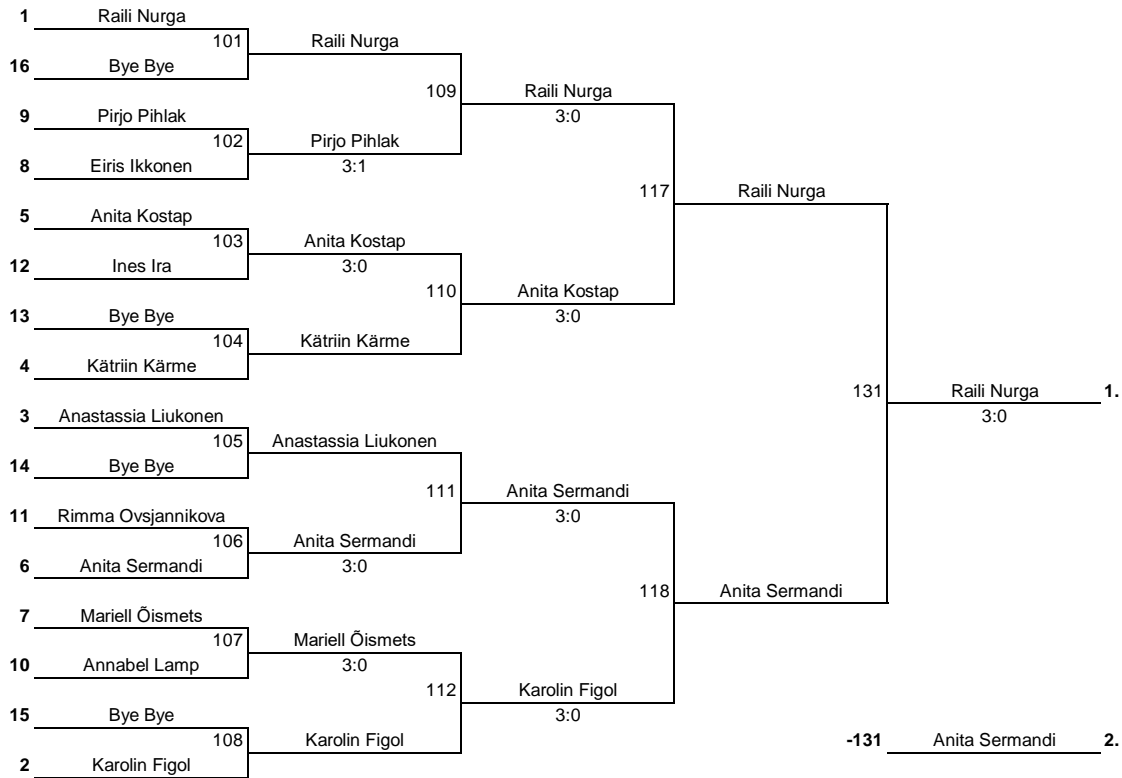 1 Raili Nurga
101 Raili Nurga
16 Bye Bye
109 Raili Nurga
9 Pirjo Pihlak 3:0
102 Pirjo Pihlak
8 Eiris Ikkonen 3:1
117 Raili Nurga
5 Anita Kostap
103 Anita Kostap
12 Ines Ira 3:0
110 Anita Kostap
13 Bye Bye 3:0
104 Kätriin Kärme
4 Kätriin Kärme
131 Raili Nurga 1.
3 Anastassia Liukonen 3:0
105 Anastassia Liukonen
14 Bye Bye
111 Anita Sermandi
11 Rimma Ovsjannikova 3:0
106 Anita Sermandi
6 Anita Sermandi 3:0
118 Anita Sermandi
7 Mariell Õismets
107 Mariell Õismets
10 Annabel Lamp 3:0
112 Karolin Figol
15 Bye Bye 3:0
108 Karolin Figol -131 Anita Sermandi 2.
2 Karolin Figol